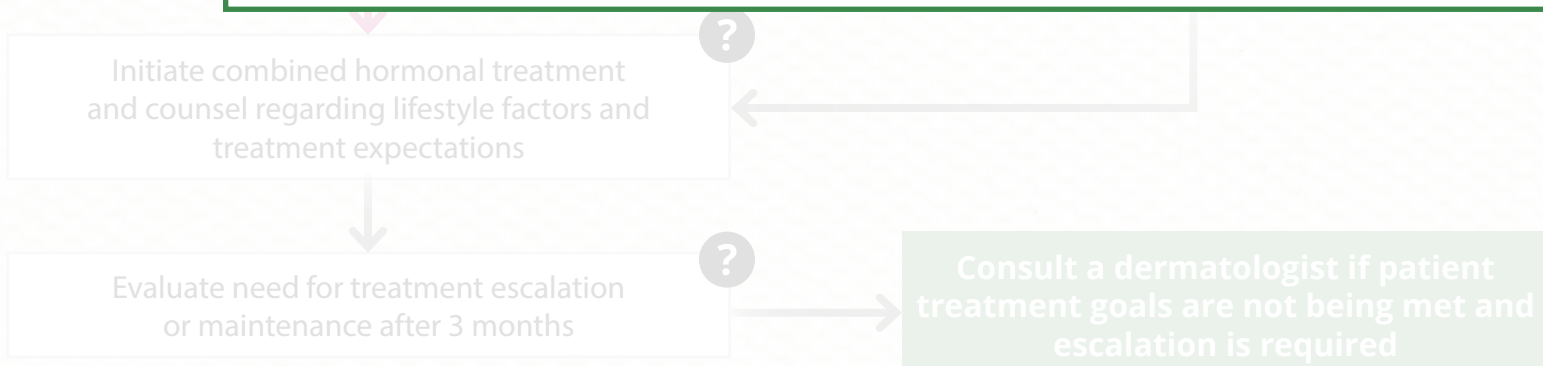 ?
Initiate combined hormonal treatment
and counsel regarding lifestyle factors and
treatment expectations
?
Evaluate need for treatment escalation
or maintenance after 3 months
Consult a dermatologist if patient
treatment goals are not being met and
escalation is required